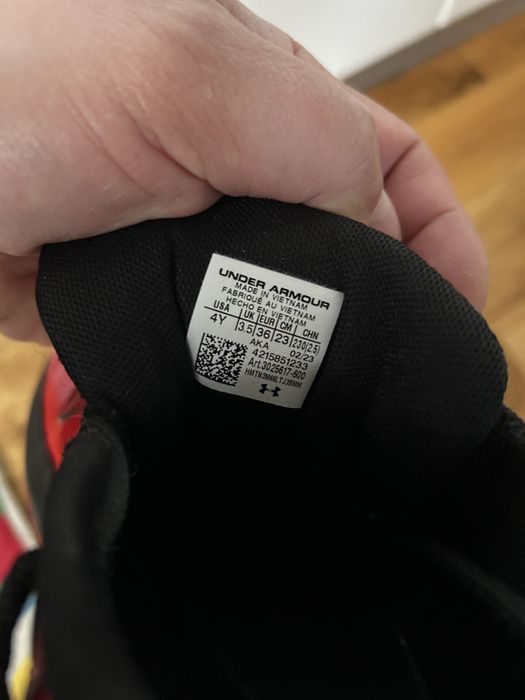 UNDER ARMOUR
MADE IN VIETNAM
FABRIQUÉ AU VIETNAM
HECHO EN VIETNAM
USA UK EUR CM CHN
4Y 3.5 36 23 230(2.5)
AKA 02/23
4215851233
Art.3026617-600